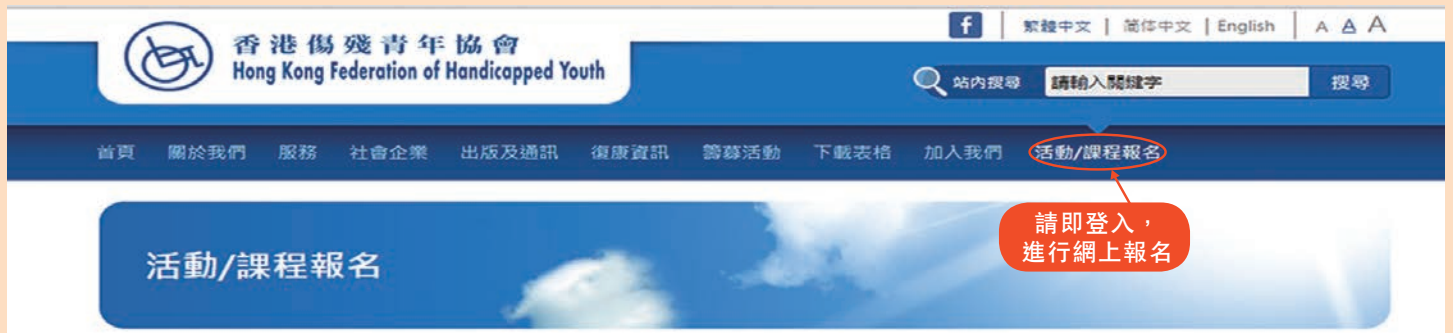 f | 繁體中文 | 简体中文 | English | A A A
香港傷殘青年協會
Hong Kong Federation of Handicapped Youth
站內搜尋 請輸入關鍵字 搜尋
首頁 關於我們 服務 社會企業 出版及通訊 復康資訊 籌募活動 下載表格 加入我們 活動/課程報名
請即登入，
進行網上報名
活動/課程報名